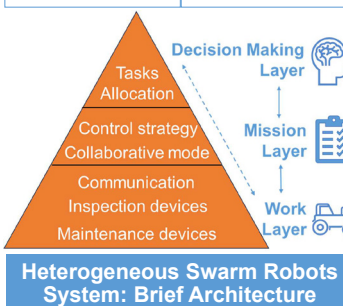 Tasks
Allocation
Control strategy
Collaborative mode
Communication
Inspection devices
Maintenance devices
Decision Making
Layer
Mission
Layer
Work
Layer
Heterogeneous Swarm Robots
System: Brief Architecture